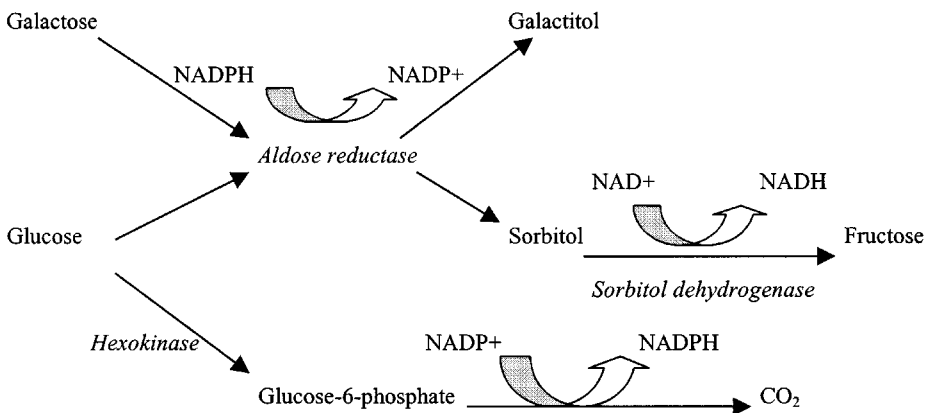 Galactose Galactitol
NADPH NADP+
Aldose reductase
NAD+ NADH
Glucose Sorbitol Fructose
Sorbitol dehydrogenase
Hexokinase NADP+ NADPH
Glucose-6-phosphate CO₂